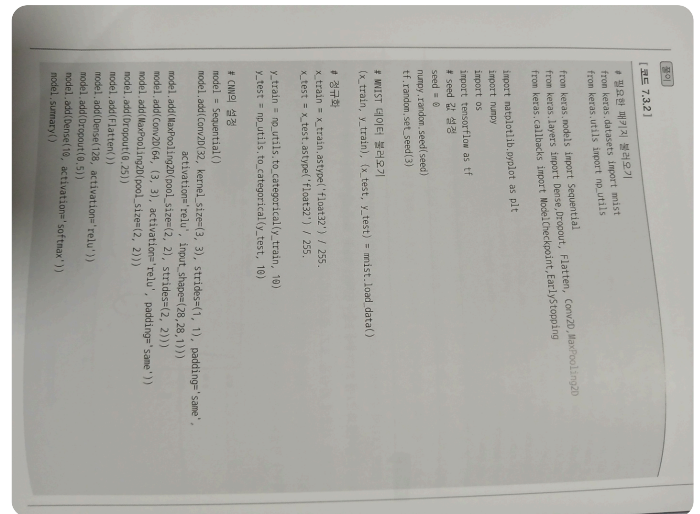 풀이
[ 코드 7.3.2 ]
# 필요한 패키지 불러오기
from keras.datasets import mnist
from keras.utils import np_utils
from keras.models import Sequential
from keras.layers import Dense,Dropout, Flatten, Conv2D,MaxPooling2D
from keras.callbacks import ModelCheckpoint,EarlyStopping
import matplotlib.pyplot as plt
import numpy
import os
import tensorflow as tf
# seed 값 설정
seed = 0
numpy.random.seed(seed)
tf.random.set_seed(3)
# MNIST 데이터 불러오기
(x_train, y_train), (x_test, y_test) = mnist.load_data()
# 정규화
x_train = x_train.astype('float32') / 255.
x_test = x_test.astype('float32') / 255.
y_train = np_utils.to_categorical(y_train, 10)
y_test = np_utils.to_categorical(y_test, 10)
# CNN의 설정
model = Sequential()
model.add(Conv2D(32, kernel_size=(3, 3), strides=(1, 1), padding='same',
activation='relu', input_shape=(28,28,1)))
model.add(MaxPooling2D(pool_size=(2, 2), strides=(2, 2)))
model.add(Conv2D(64, (3, 3), activation='relu', padding='same'))
model.add(MaxPooling2D(pool_size=(2, 2)))
model.add(Dropout(0.25))
model.add(Flatten())
model.add(Dense(128, activation='relu'))
model.add(Dropout(0.5))
model.add(Dense(10, activation='softmax'))
model.summary()